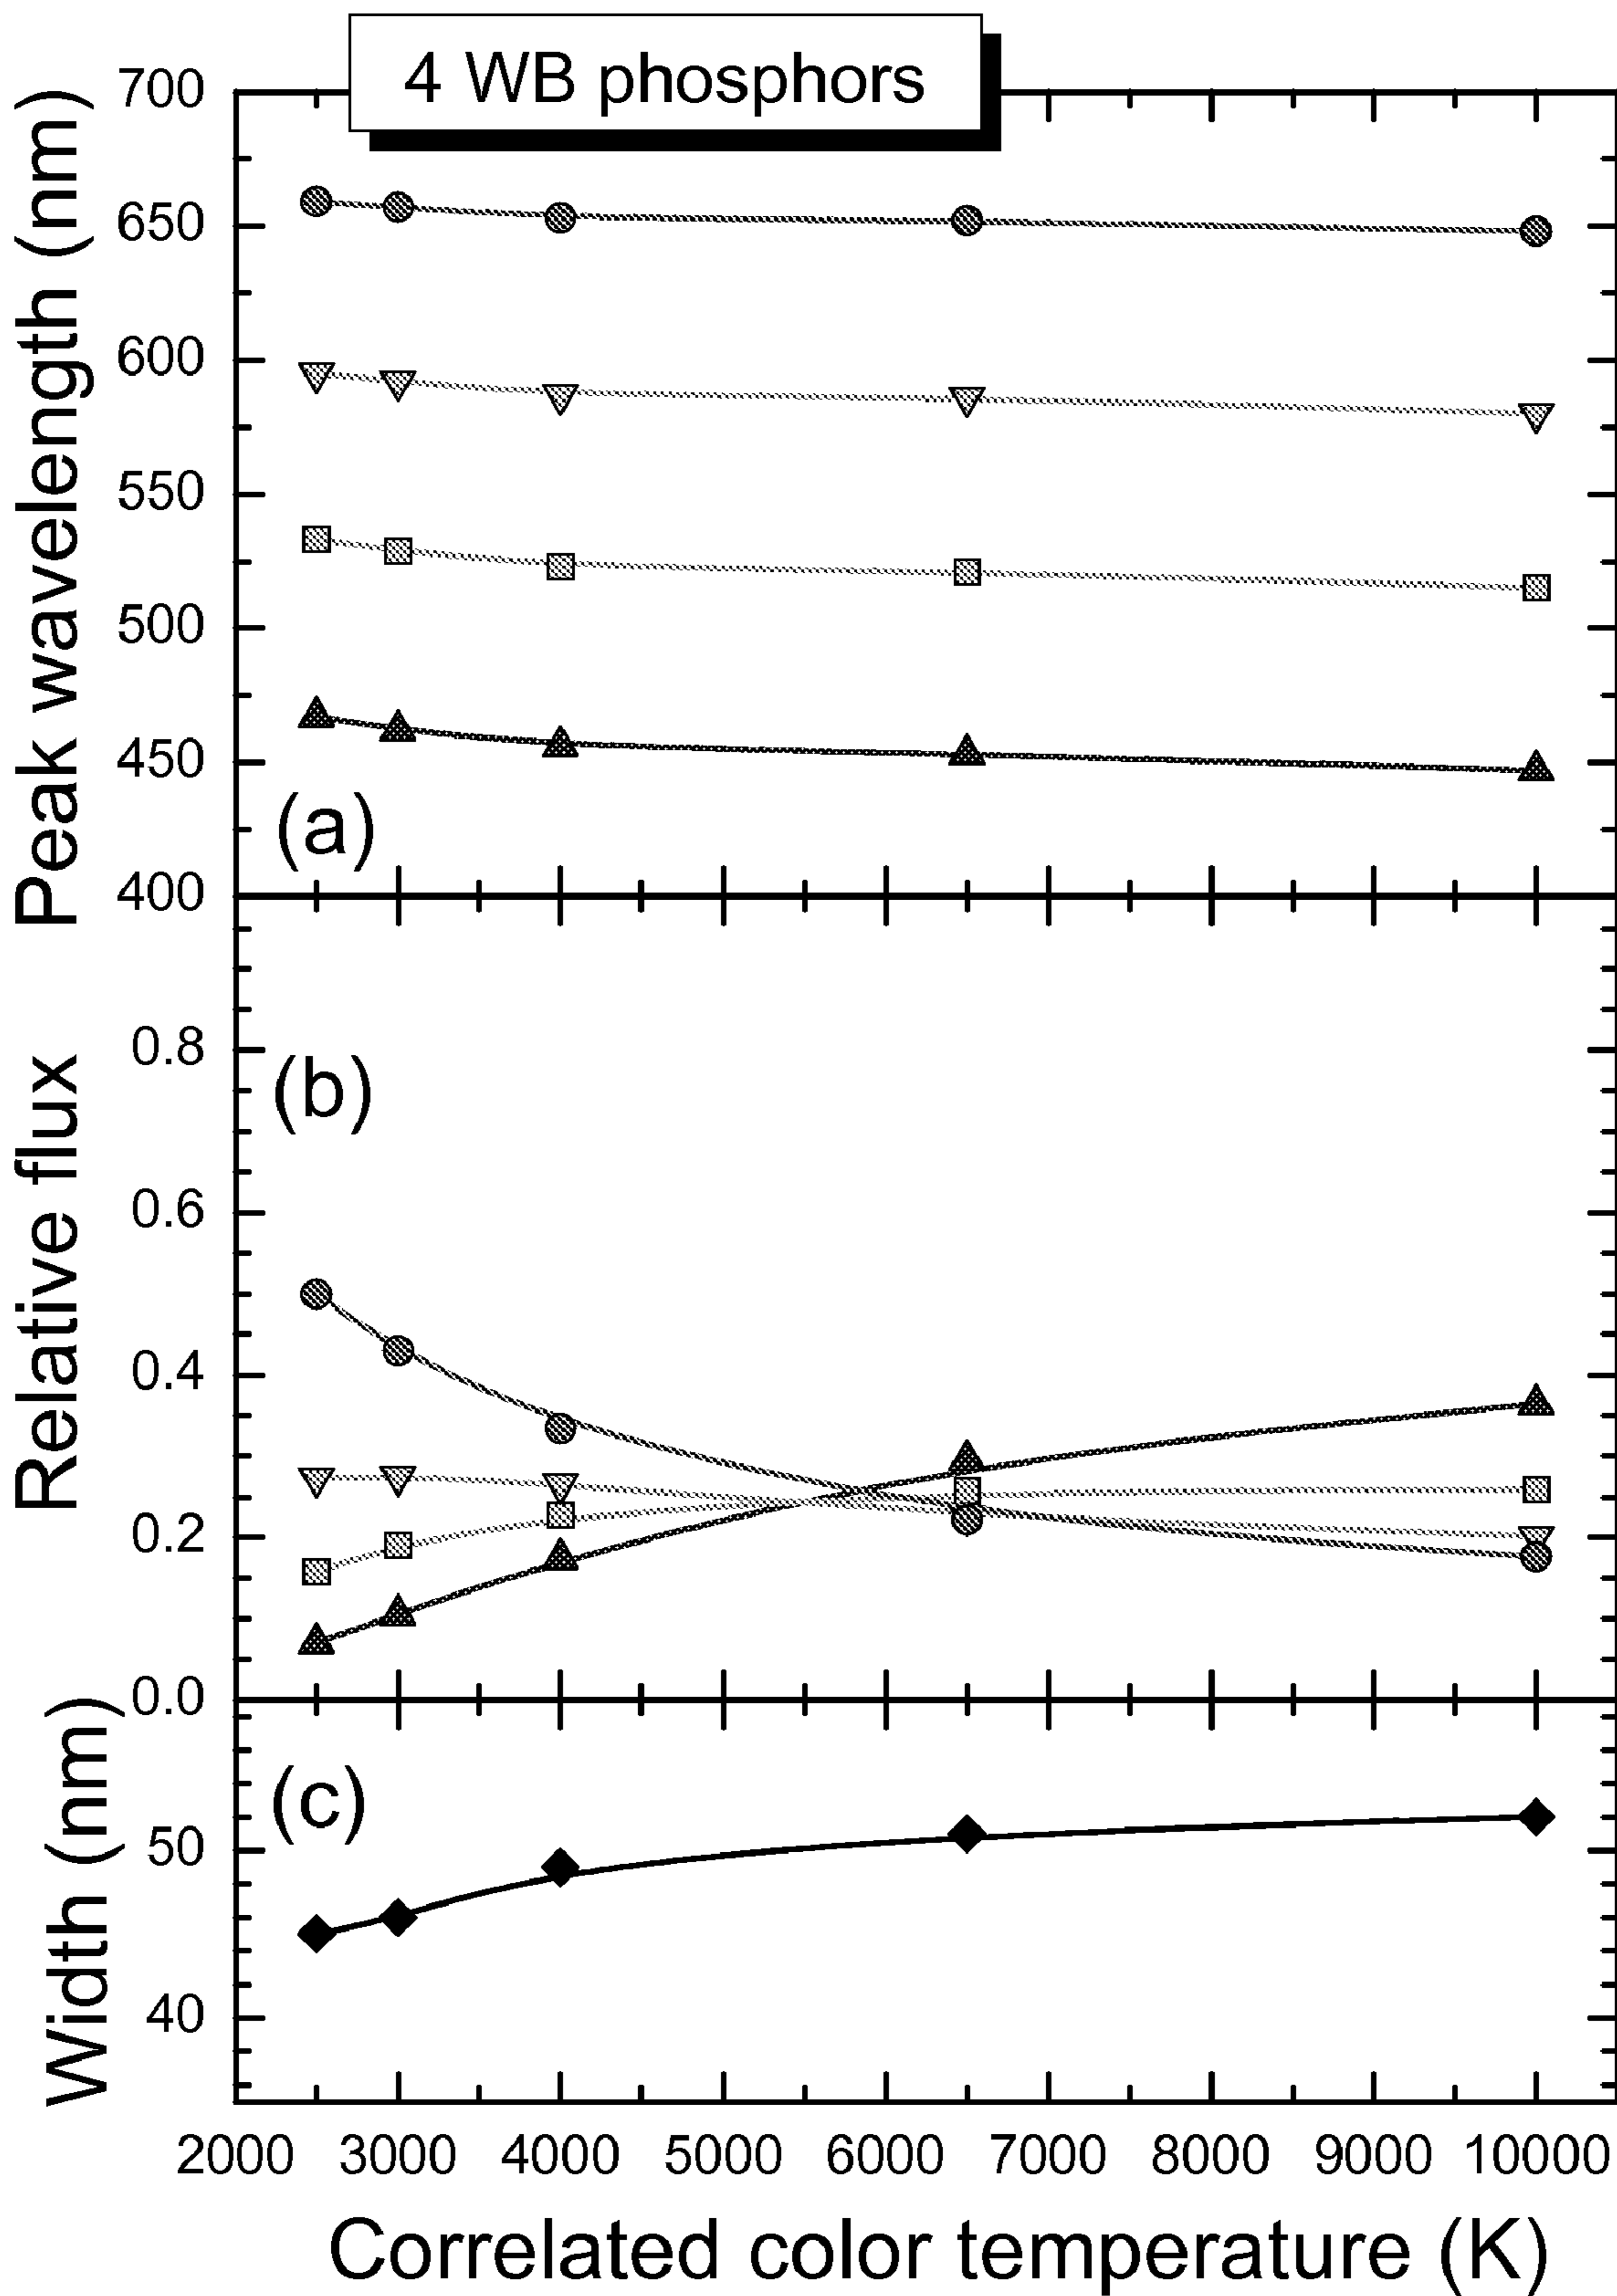 4 WB phosphors
Peak wavelength (nm)
700
650
600
550
500
450
400
(a)
Relative flux
0.8
0.6
0.4
0.2
0.0
(b)
Width (nm)
50
40
(c)
2000 3000 4000 5000 6000 7000 8000 9000 10000
Correlated color temperature (K)